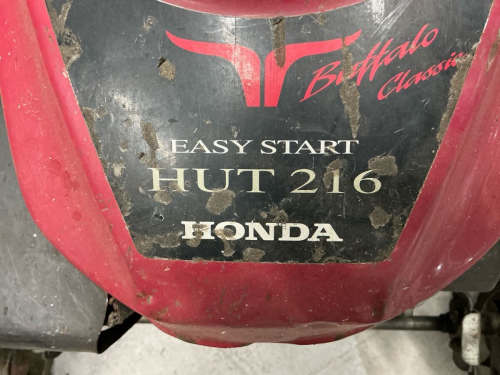 Buffalo
Classic
EASY START
HUT 216
HONDA